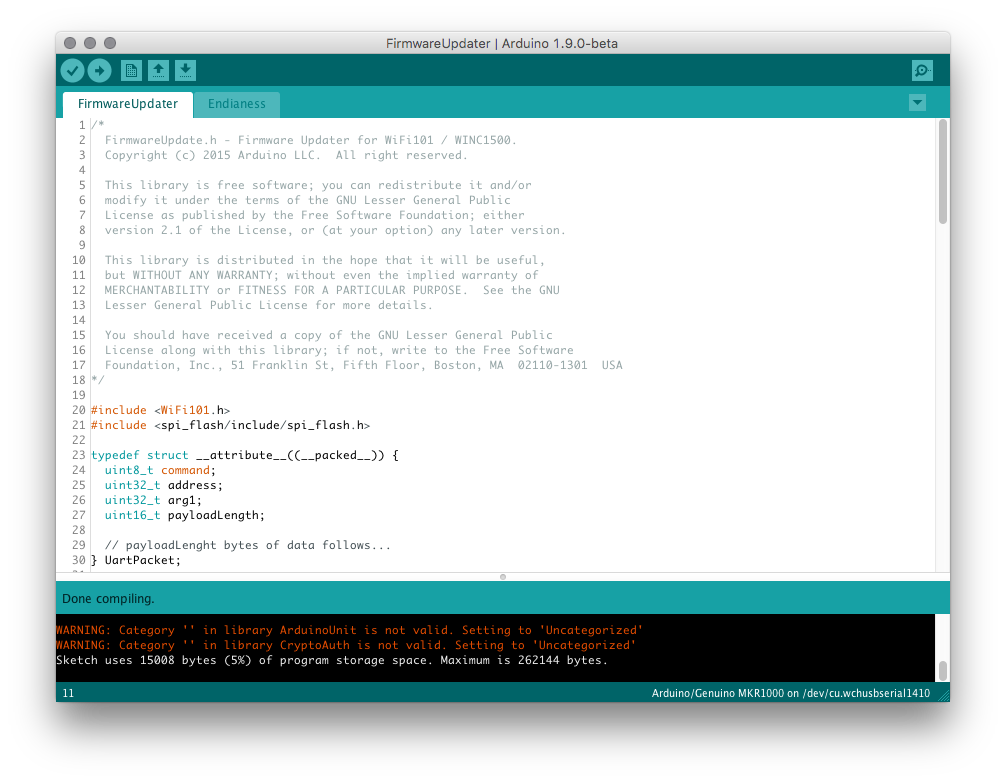 FirmwareUpdater | Arduino 1.9.0-beta
FirmwareUpdater
Endianess
1 /*
2 FirmwareUpdate.h - Firmware Updater for WiFi101 / WINC1500.
3 Copyright (c) 2015 Arduino LLC.  All right reserved.
4
5 This library is free software; you can redistribute it and/or
6 modify it under the terms of the GNU Lesser General Public
7 License as published by the Free Software Foundation; either
8 version 2.1 of the License, or (at your option) any later version.
9
10 This library is distributed in the hope that it will be useful,
11 but WITHOUT ANY WARRANTY; without even the implied warranty of
12 MERCHANTABILITY or FITNESS FOR A PARTICULAR PURPOSE.  See the GNU
13 Lesser General Public License for more details.
14
15 You should have received a copy of the GNU Lesser General Public
16 License along with this library; if not, write to the Free Software
17 Foundation, Inc., 51 Franklin St, Fifth Floor, Boston, MA  02110-1301  USA
18 */
19
20 #include <WiFi101.h>
21 #include <spi_flash/include/spi_flash.h>
22
23 typedef struct __attribute__((__packed__)) {
24 uint8_t command;
25 uint32_t address;
26 uint32_t arg1;
27 uint16_t payloadLength;
28
29 // payloadLenght bytes of data follows...
30 } UartPacket;
Done compiling.
WARNING: Category '' in library ArduinoUnit is not valid. Setting to 'Uncategorized'
WARNING: Category '' in library CryptoAuth is not valid. Setting to 'Uncategorized'
Sketch uses 15008 bytes (5%) of program storage space. Maximum is 262144 bytes.
11
Arduino/Genuino MKR1000 on /dev/cu.wchusbserial1410